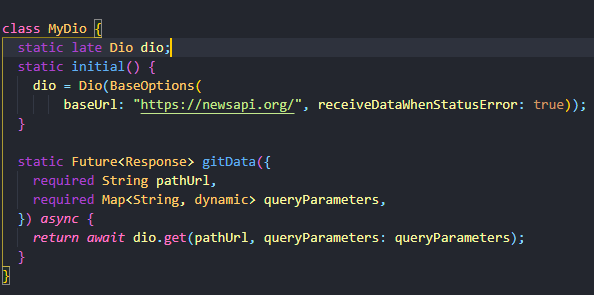 class MyDio {
  static late Dio dio;
  static initial() {
    dio = Dio(BaseOptions(
        baseUrl: "https://newsapi.org/", receiveDataWhenStatusError: true));
  }
  static Future<Response> gitData({
    required String pathUrl,
    required Map<String, dynamic> queryParameters,
  }) async {
    return await dio.get(pathUrl, queryParameters: queryParameters);
  }
}